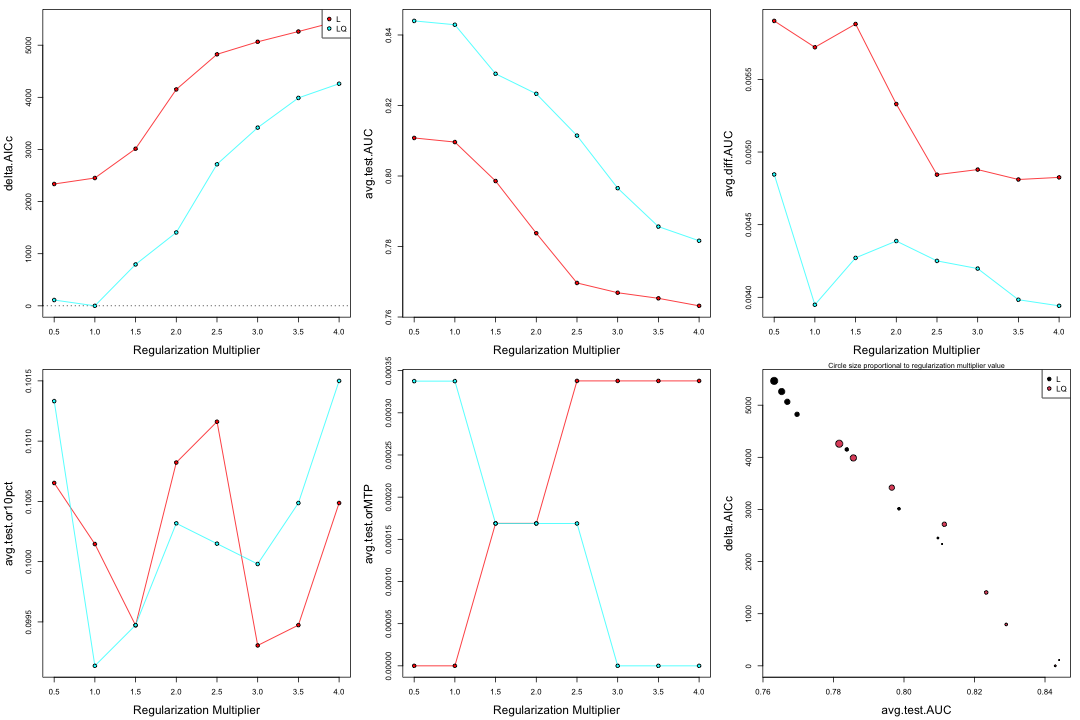 delta.AICc
5000
4000
3000
2000
1000
0
0.5 1.0 1.5 2.0 2.5 3.0 3.5 4.0
Regularization Multiplier
L
LQ
avg.test.AUC
0.84
0.82
0.80
0.78
0.76
0.5 1.0 1.5 2.0 2.5 3.0 3.5 4.0
Regularization Multiplier
avg.diff.AUC
0.0055
0.0050
0.0045
0.0040
0.5 1.0 1.5 2.0 2.5 3.0 3.5 4.0
Regularization Multiplier
avg.test.or10pct
0.1015
0.1010
0.1005
0.1000
0.0995
0.5 1.0 1.5 2.0 2.5 3.0 3.5 4.0
Regularization Multiplier
avg.test.orMTP
0.00035
0.00030
0.00025
0.00020
0.00015
0.00010
0.00005
0.00000
0.5 1.0 1.5 2.0 2.5 3.0 3.5 4.0
Regularization Multiplier
Circle size proportional to regularization multiplier value
L
LQ
delta.AICc
5000
4000
3000
2000
1000
0
0.76 0.78 0.80 0.82 0.84
avg.test.AUC